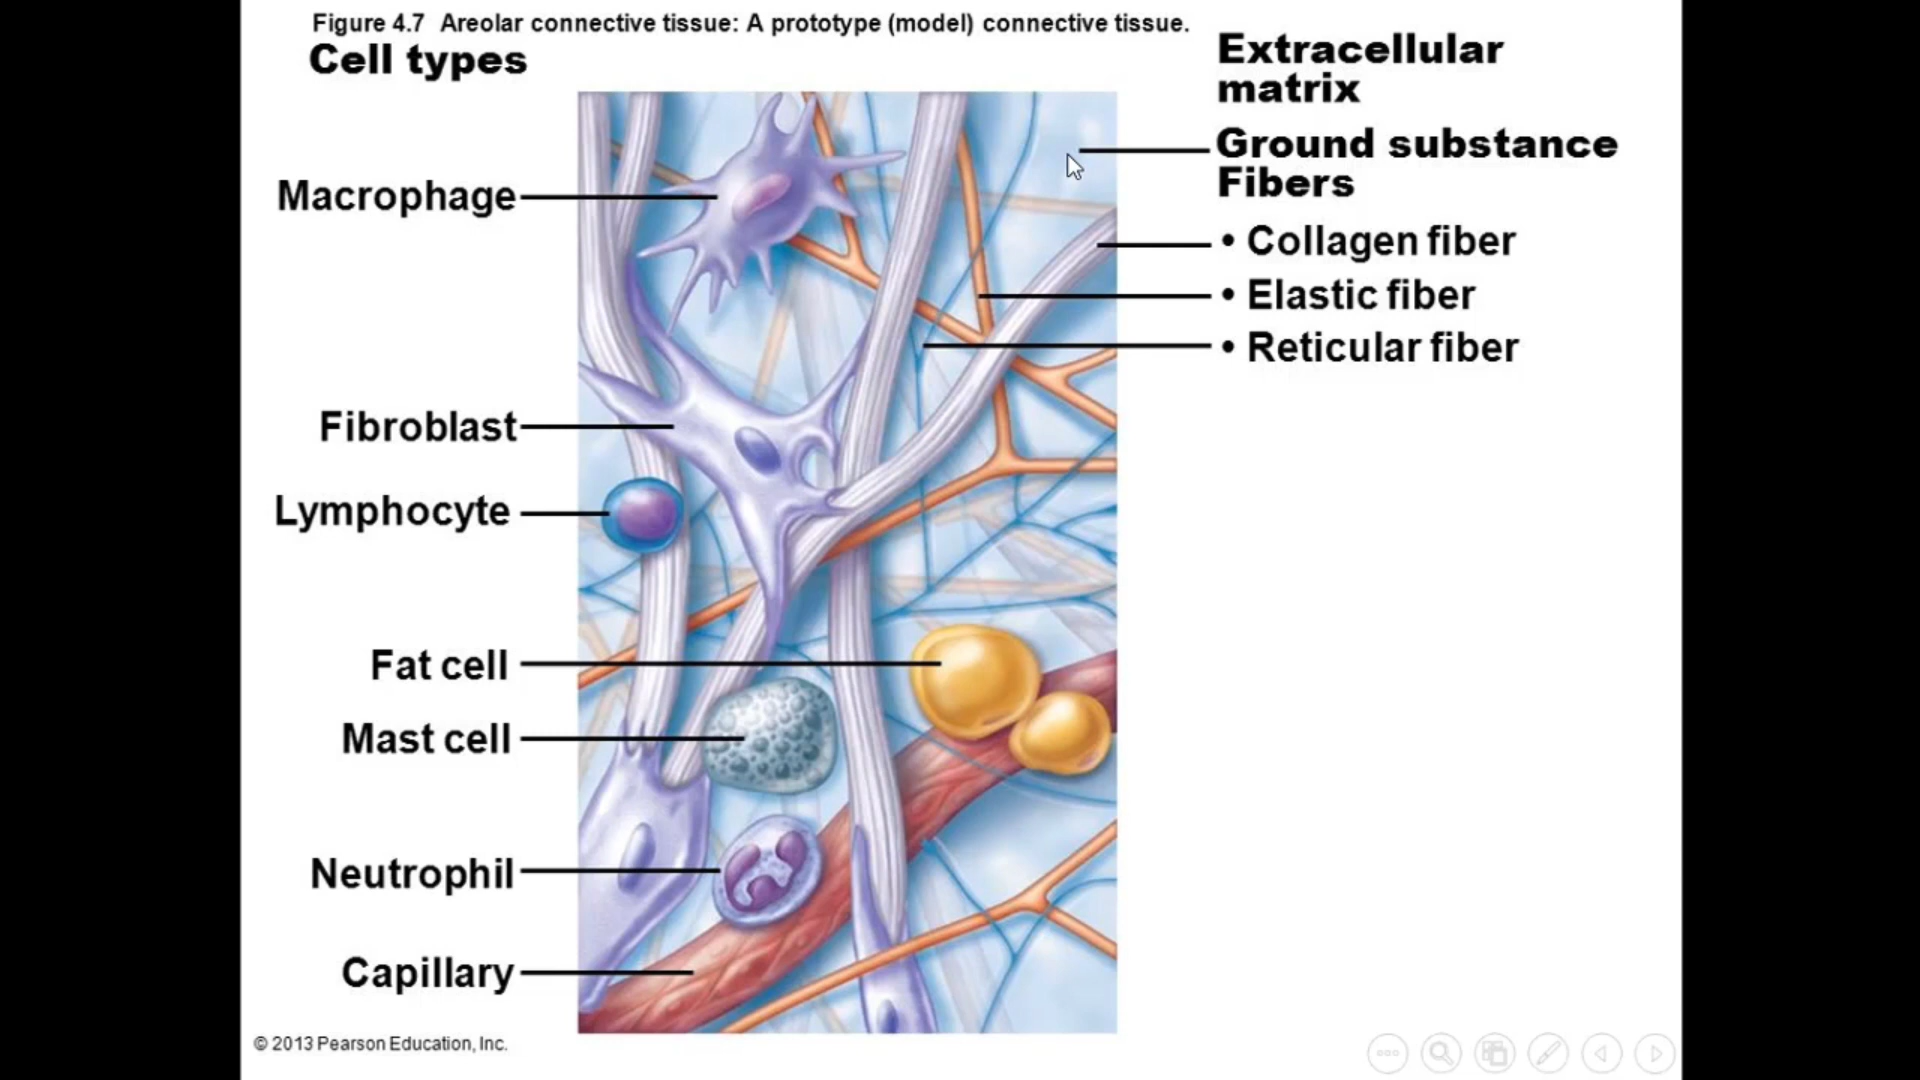 Figure 4.7 Areolar connective tissue: A prototype (model) connective tissue.
Cell types
Macrophage
Fibroblast
Lymphocyte
Fat cell
Mast cell
Neutrophil
Capillary
Extracellular
matrix
Ground substance
Fibers
• Collagen fiber
• Elastic fiber
• Reticular fiber
© 2013 Pearson Education, Inc.